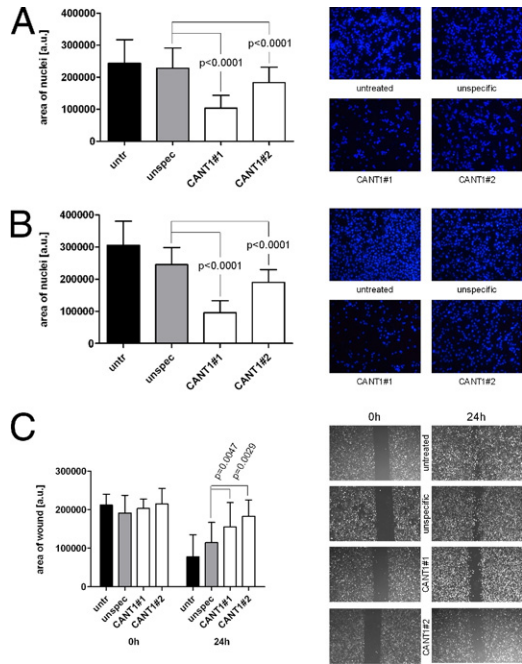 A
area of nuclei [a.u.]
400000
300000
200000
100000
0
p<0.0001
p<0.0001
untr
unspec
CANT1#1
CANT1#2
untreated
unspecific
CANT1#1
CANT1#2
B
area of nuclei [a.u.]
400000
300000
200000
100000
0
p<0.0001
p<0.0001
untr
unspec
CANT1#1
CANT1#2
untreated
unspecific
CANT1#1
CANT1#2
C
area of wound [a.u.]
300000
200000
100000
0
p=0.0047
p=0.0029
untr
unspec
CANT1#1
CANT1#2
untr
unspec
CANT1#1
CANT1#2
0h
24h
0h
24h
untreated
unspecific
CANT1#1
CANT1#2